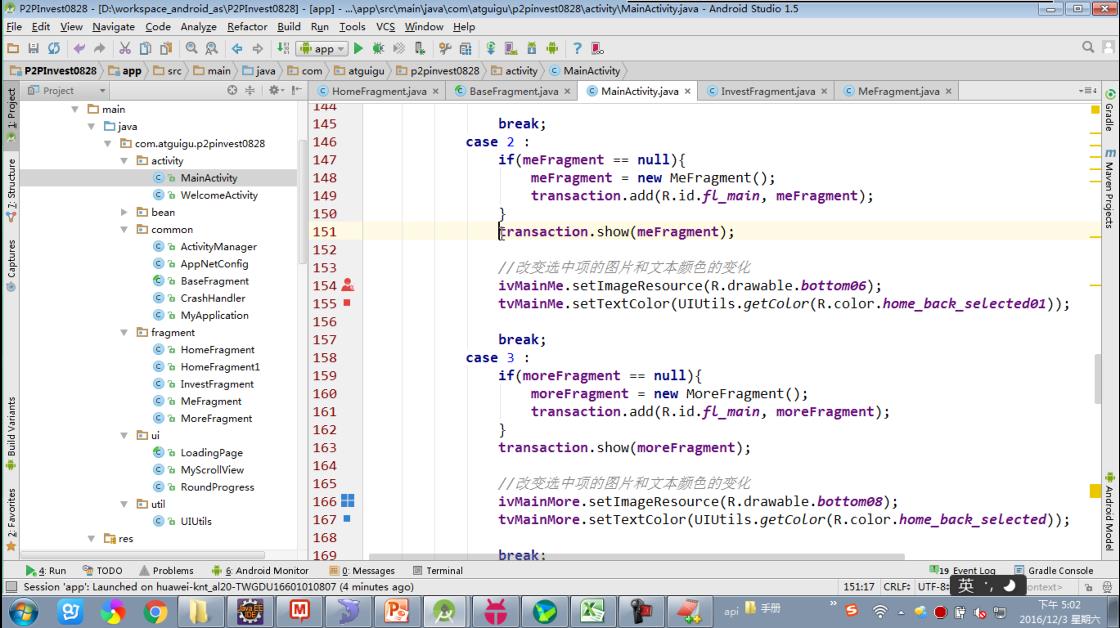 P2PInvest0828 - [D:\workspace_android_as\P2PInvest0828] - [app] - ...\app\src\main\java\com\atguigu\p2pinvest0828\activity\MainActivity.java - Android Studio 1.5
File Edit View Navigate Code Analyze Refactor Build Run Tools VCS Window Help
app
P2PInvest0828 app src main java com atguigu p2pinvest0828 activity MainActivity
Project
HomeFragment.java BaseFragment.java MainActivity.java InvestFragment.java MeFragment.java
1: Project
7: Structure
Captures
Build Variants
2: Favorites
main
java
com.atguigu.p2pinvest0828
activity
MainActivity
WelcomeActivity
bean
common
ActivityManager
AppNetConfig
BaseFragment
CrashHandler
MyApplication
fragment
HomeFragment
HomeFragment1
InvestFragment
MeFragment
MoreFragment
ui
LoadingPage
MyScrollView
RoundProgress
util
UIUtils
res
144
145 break;
146 case 2 :
147 if(meFragment == null){
148 meFragment = new MeFragment();
149 transaction.add(R.id.fl_main, meFragment);
150 }
151 transaction.show(meFragment);
152
153 //改变选中项的图片和文本颜色的变化
154 ivMainMe.setImageResource(R.drawable.bottom06);
155 tvMainMe.setTextColor(UIUtils.getColor(R.color.home_back_selected01));
156
157 break;
158 case 3 :
159 if(moreFragment == null){
160 moreFragment = new MoreFragment();
161 transaction.add(R.id.fl_main, moreFragment);
162 }
163 transaction.show(moreFragment);
164
165 //改变选中项的图片和文本颜色的变化
166 ivMainMore.setImageResource(R.drawable.bottom08);
167 tvMainMore.setTextColor(UIUtils.getColor(R.color.home_back_selected));
168
169 break;
Gradle
Maven Projects
Android Model
4: Run TODO Problems 6: Android Monitor 0: Messages Terminal 19 Event Log Gradle Console
Session 'app': Launched on huawei-knt_al20-TWGDU16601010807 (4 minutes ago) 151:17 CRLF÷ UTF-8÷ 英
api 手册
下午 5:02
2016/12/3 星期六